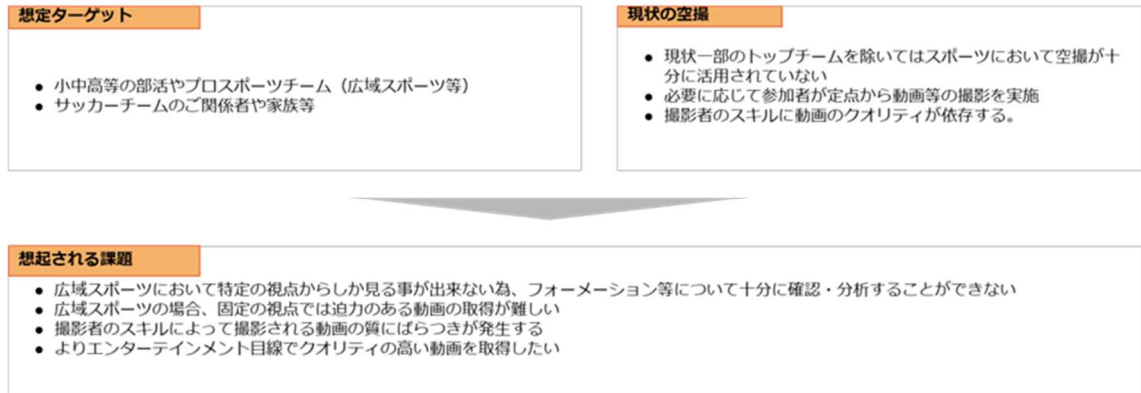 想定ターゲット
● 小中高等の部活やプロスポーツチーム（広域スポーツ等）
● サッカーチームのご関係者や家族等
現状の空撮
● 現状一部のトップチームを除いてはスポーツにおいて空撮が十
分に活用されていない
● 必要に応じて参加者が定点から動画等の撮影を実施
● 撮影者のスキルに動画のクオリティが依存する。
想起される課題
● 広域スポーツにおいて特定の視点からしか見る事が出来ない為、フォーメーション等について十分に確認・分析することができない
● 広域スポーツの場合、固定の視点では迫力のある動画の取得が難しい
● 撮影者のスキルによって撮影される動画の質にばらつきが発生する
● よりエンターテインメント目線でクオリティの高い動画を取得したい